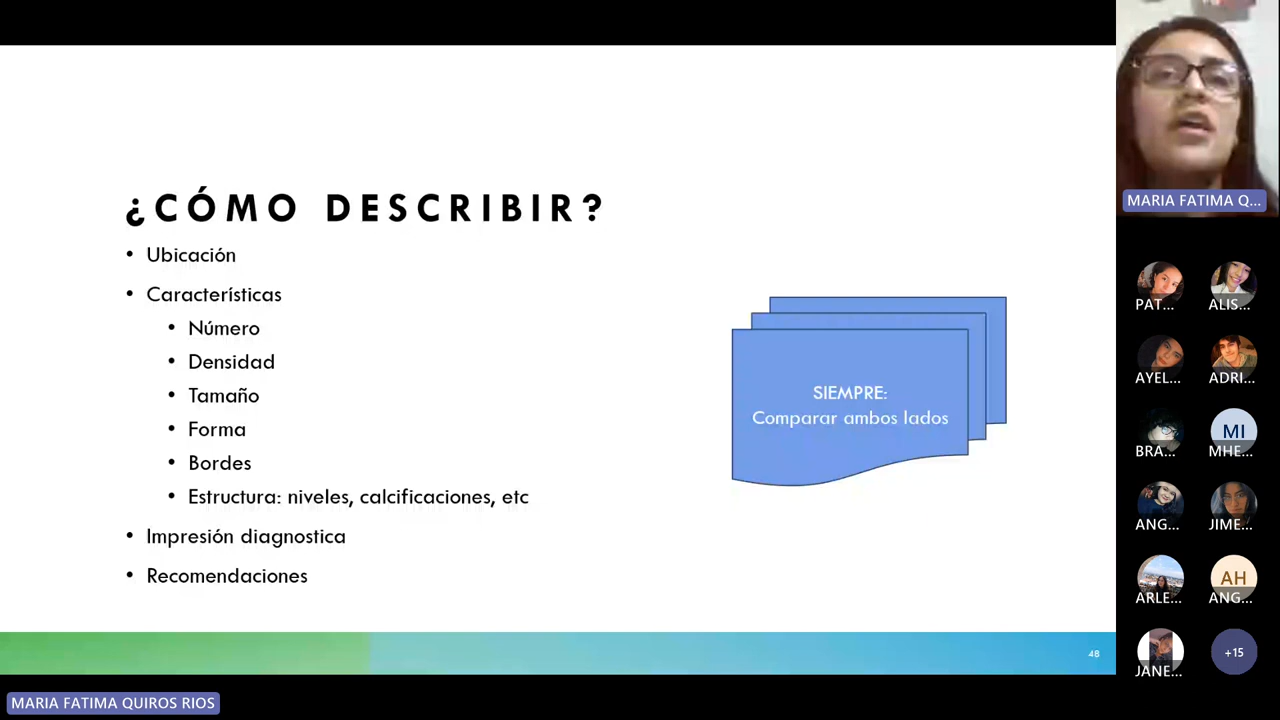 ¿CÓMO DESCRIBIR?
• Ubicación
• Características
• Número
• Densidad
• Tamaño
• Forma
• Bordes
• Estructura: niveles, calcificaciones, etc
• Impresión diagnostica
• Recomendaciones
SIEMPRE:
Comparar ambos lados
48
MARIA FATIMA QUIROS RIOS
MARIA FATIMA Q...
PAT... ALIS...
AYEL... ADRI...
MI
BRA... MHE...
ANG... JIME...
AH
ARLE... ANG...
+15
JANE...